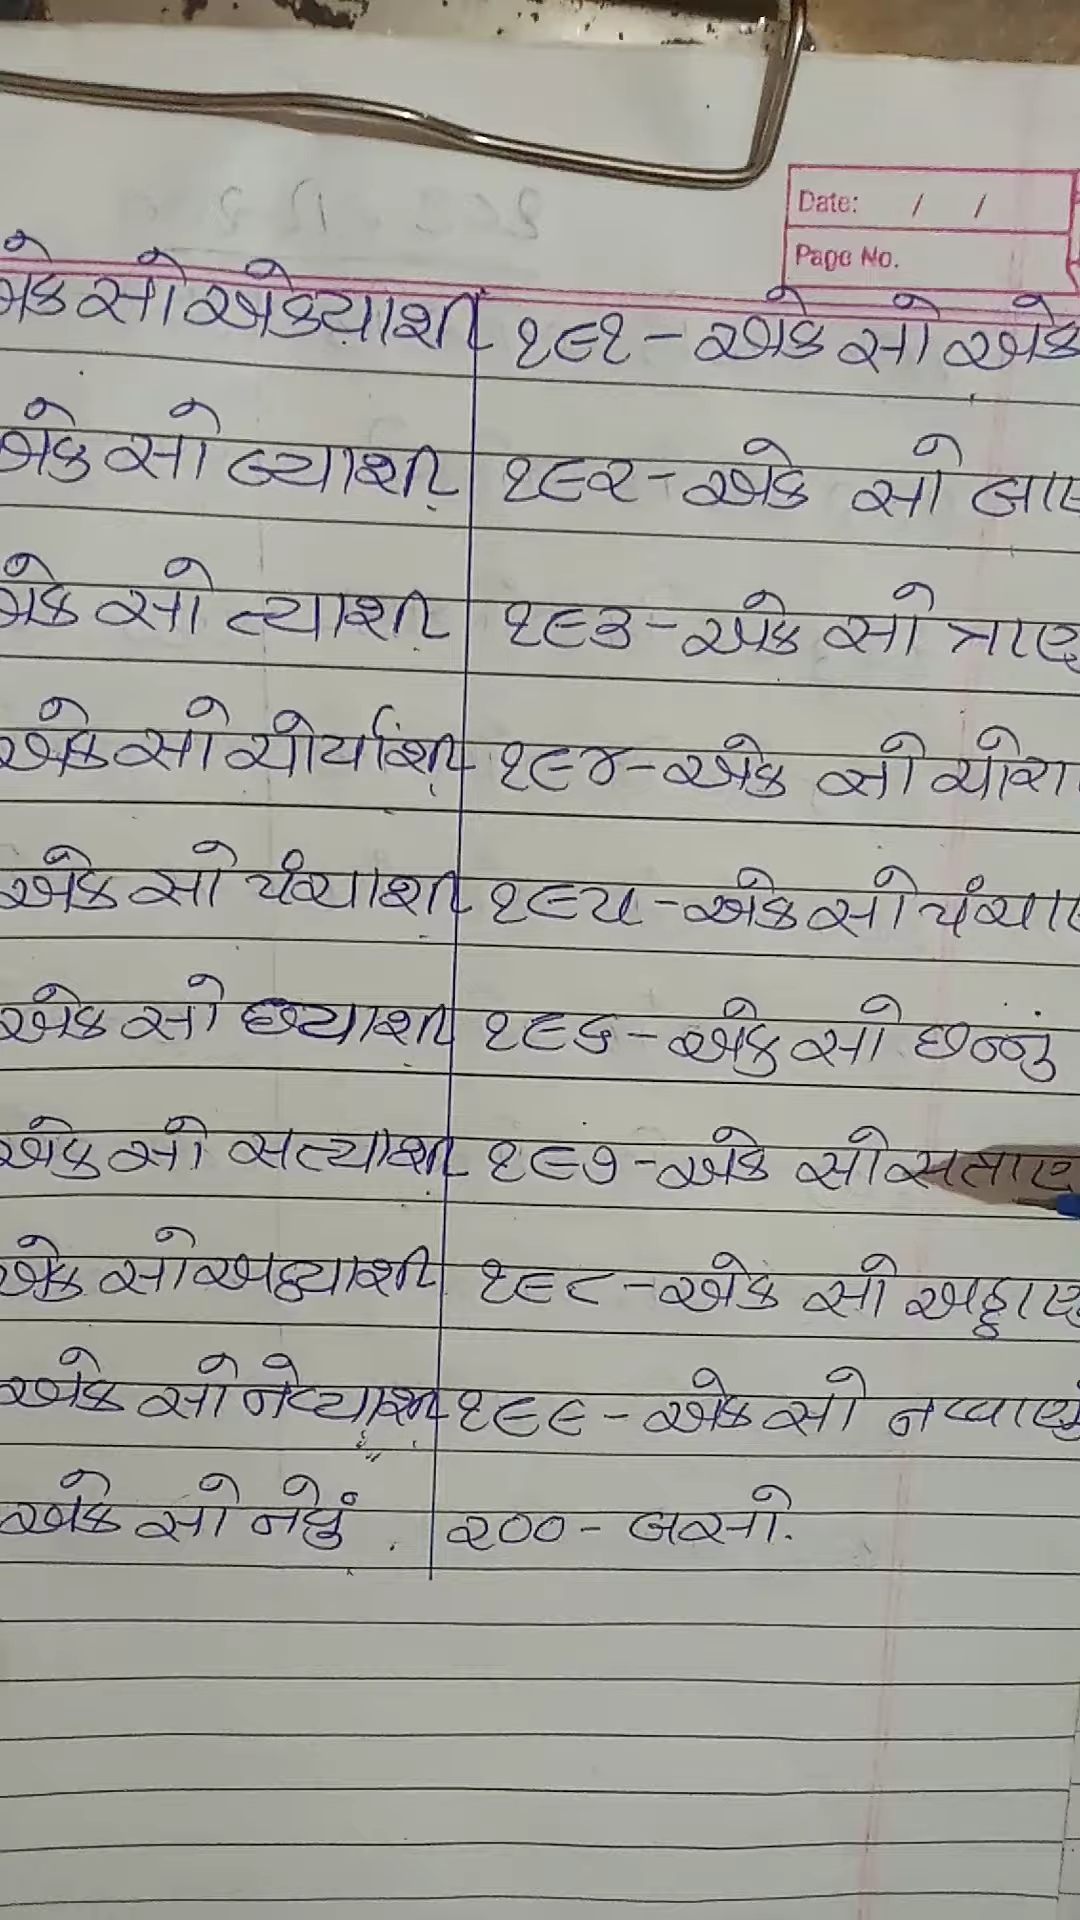 Date: / /
Page No.
એક સો એક્યાશી ૧૯૧ - એક સો એક
એક સો બ્યાશી ૧૯૨ - એક સો બા
એક સો ત્યાશી ૧૯૩ - એક સો ત્રા
એક સો ચોર્યાશી ૧૯૪ - એક સો ચોરા
એક સો પંચાશી ૧૯૫ - એક સો પંચા
એક સો છ્યાશી ૧૯૬ - એક સો છન્નું
એક સો સત્યાશી ૧૯૭ - એક સો સતા
એક સો અઠ્યાશી ૧૯૮ - એક સો અઠ્ઠા
એક સો નેવ્યાશી ૧૯૯ - એક સો નવ્વાણું
એક સો નેવું ૨૦૦ - બસો.